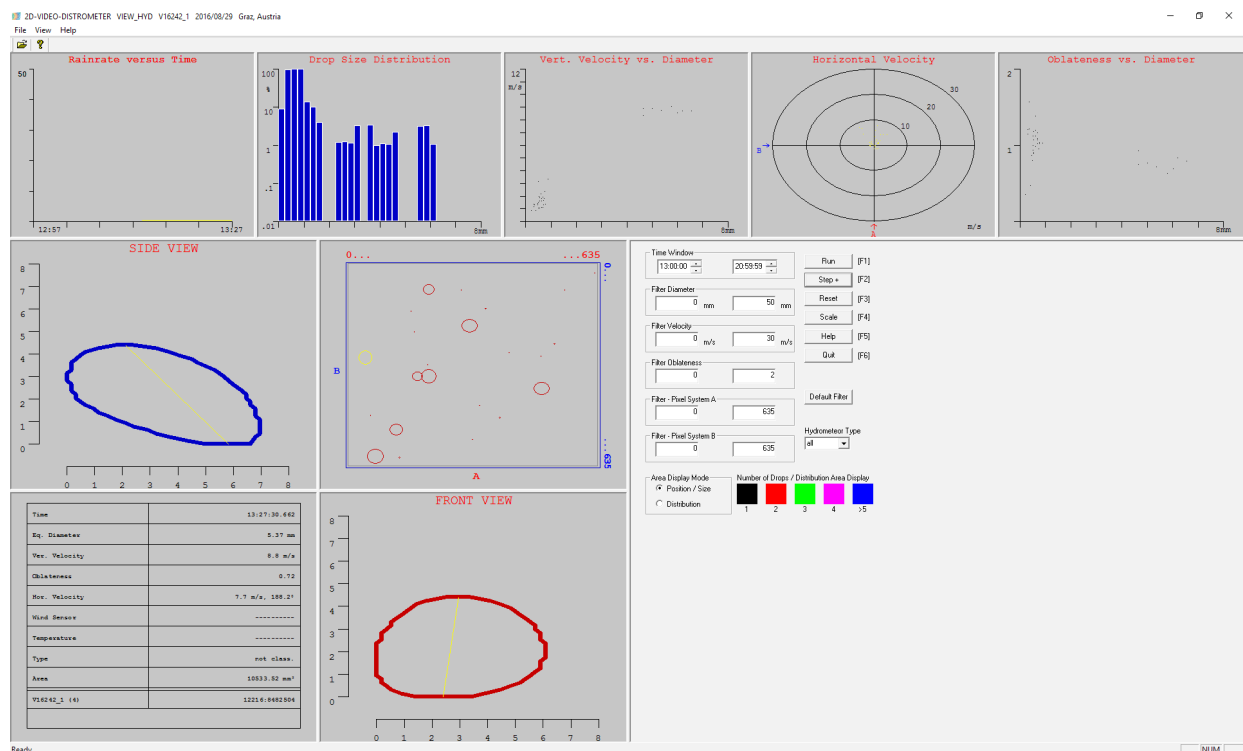 2D-VIDEO-DISTROMETER VIEW_HYD V16242_1 2016/08/29 Graz, Austria
File View Help
Rainrate versus Time
50
12:57 13:27
Drop Size Distribution
100
%
10
1
.1
.01
8mm
Vert. Velocity vs. Diameter
12
m/s
8mm
Horizontal Velocity
30
20
10
B
A
m/s
Oblateness vs. Diameter
2
1
8mm
SIDE VIEW
8
7
6
5
4
3
2
1
0
0 1 2 3 4 5 6 7 8
0... ...635
0...
B
...635
A
Time Window
13:00:00 20:59:59
Filter Diameter
0 mm 50 mm
Filter Velocity
0 m/s 30 m/s
Filter Oblateness
0 2
Filter - Pixel System A
0 635
Filter - Pixel System B
0 635
Area Display Mode
Position / Size
Distribution
Run [F1]
Step + [F2]
Reset [F3]
Scale [F4]
Help [F5]
Quit [F6]
Default Filter
Hydrometeor Type
all
Number of Drops / Distribution Area Display
1 2 3 4 >5
Time 13:27:30.662
Eq. Diameter 5.37 mm
Ver. Velocity 8.8 m/s
Oblateness 0.72
Hor. Velocity 7.7 m/s, 188.2°
Wind Sensor ----------
Temperature ----------
Type not class.
Area 10533.52 mm²
V16242_1 (4) 12216:8482504
FRONT VIEW
8
7
6
5
4
3
2
1
0
0 1 2 3 4 5 6 7 8
Ready
NUM